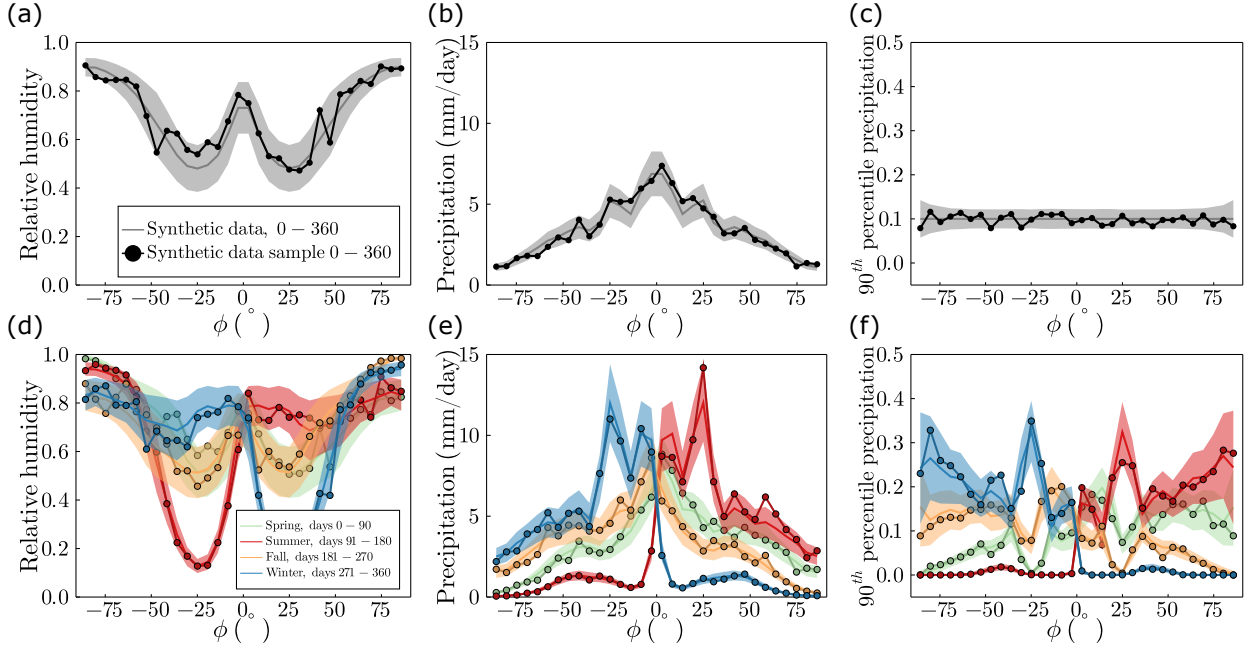 (a)
Relative humidity
1.0
0.8
0.6
0.4
0.2
0.0
Synthetic data, 0 − 360
Synthetic data sample 0 − 360
−75 −50 −25 0 25 50 75
ϕ (°)
(b)
Precipitation (mm/day)
15
10
5
0
−75 −50 −25 0 25 50 75
ϕ (°)
(c)
90th percentile precipitation
0.5
0.4
0.3
0.2
0.1
0.0
−75 −50 −25 0 25 50 75
ϕ (°)
(d)
Relative humidity
1.0
0.8
0.6
0.4
0.2
0.0
Spring, days 0 − 90
Summer, days 91 − 180
Fall, days 181 − 270
Winter, days 271 − 360
−75 −50 −25 0 25 50 75
ϕ (°)
(e)
Precipitation (mm/day)
15
10
5
0
−75 −50 −25 0 25 50 75
ϕ (°)
(f)
90th percentile precipitation
0.5
0.4
0.3
0.2
0.1
0.0
−75 −50 −25 0 25 50 75
ϕ (°)